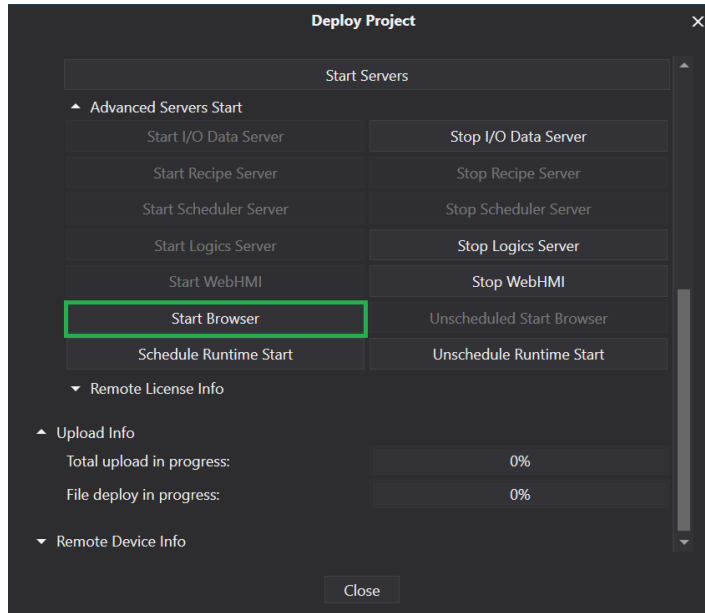 Deploy Project
Start Servers
Advanced Servers Start
Start I/O Data Server Stop I/O Data Server
Start Recipe Server Stop Recipe Server
Start Scheduler Server Stop Scheduler Server
Start Logics Server Stop Logics Server
Start WebHMI Stop WebHMI
Start Browser Unscheduled Start Browser
Schedule Runtime Start Unschedule Runtime Start
Remote License Info
Upload Info
Total upload in progress: 0%
File deploy in progress: 0%
Remote Device Info
Close